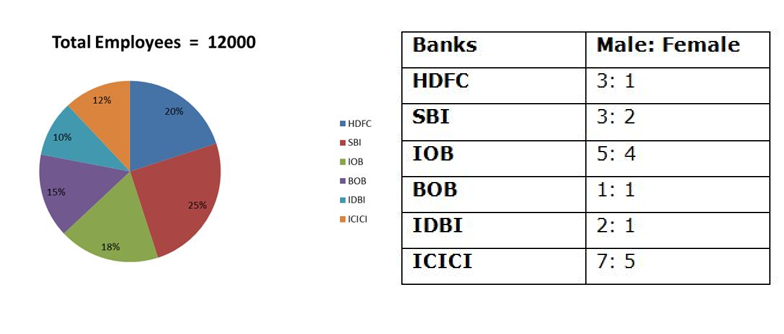 Total Employees = 12000
20%
25%
18%
15%
10%
12%
HDFC
SBI
IOB
BOB
IDBI
ICICI
Banks Male: Female
HDFC 3: 1
SBI 3: 2
IOB 5: 4
BOB 1: 1
IDBI 2: 1
ICICI 7: 5